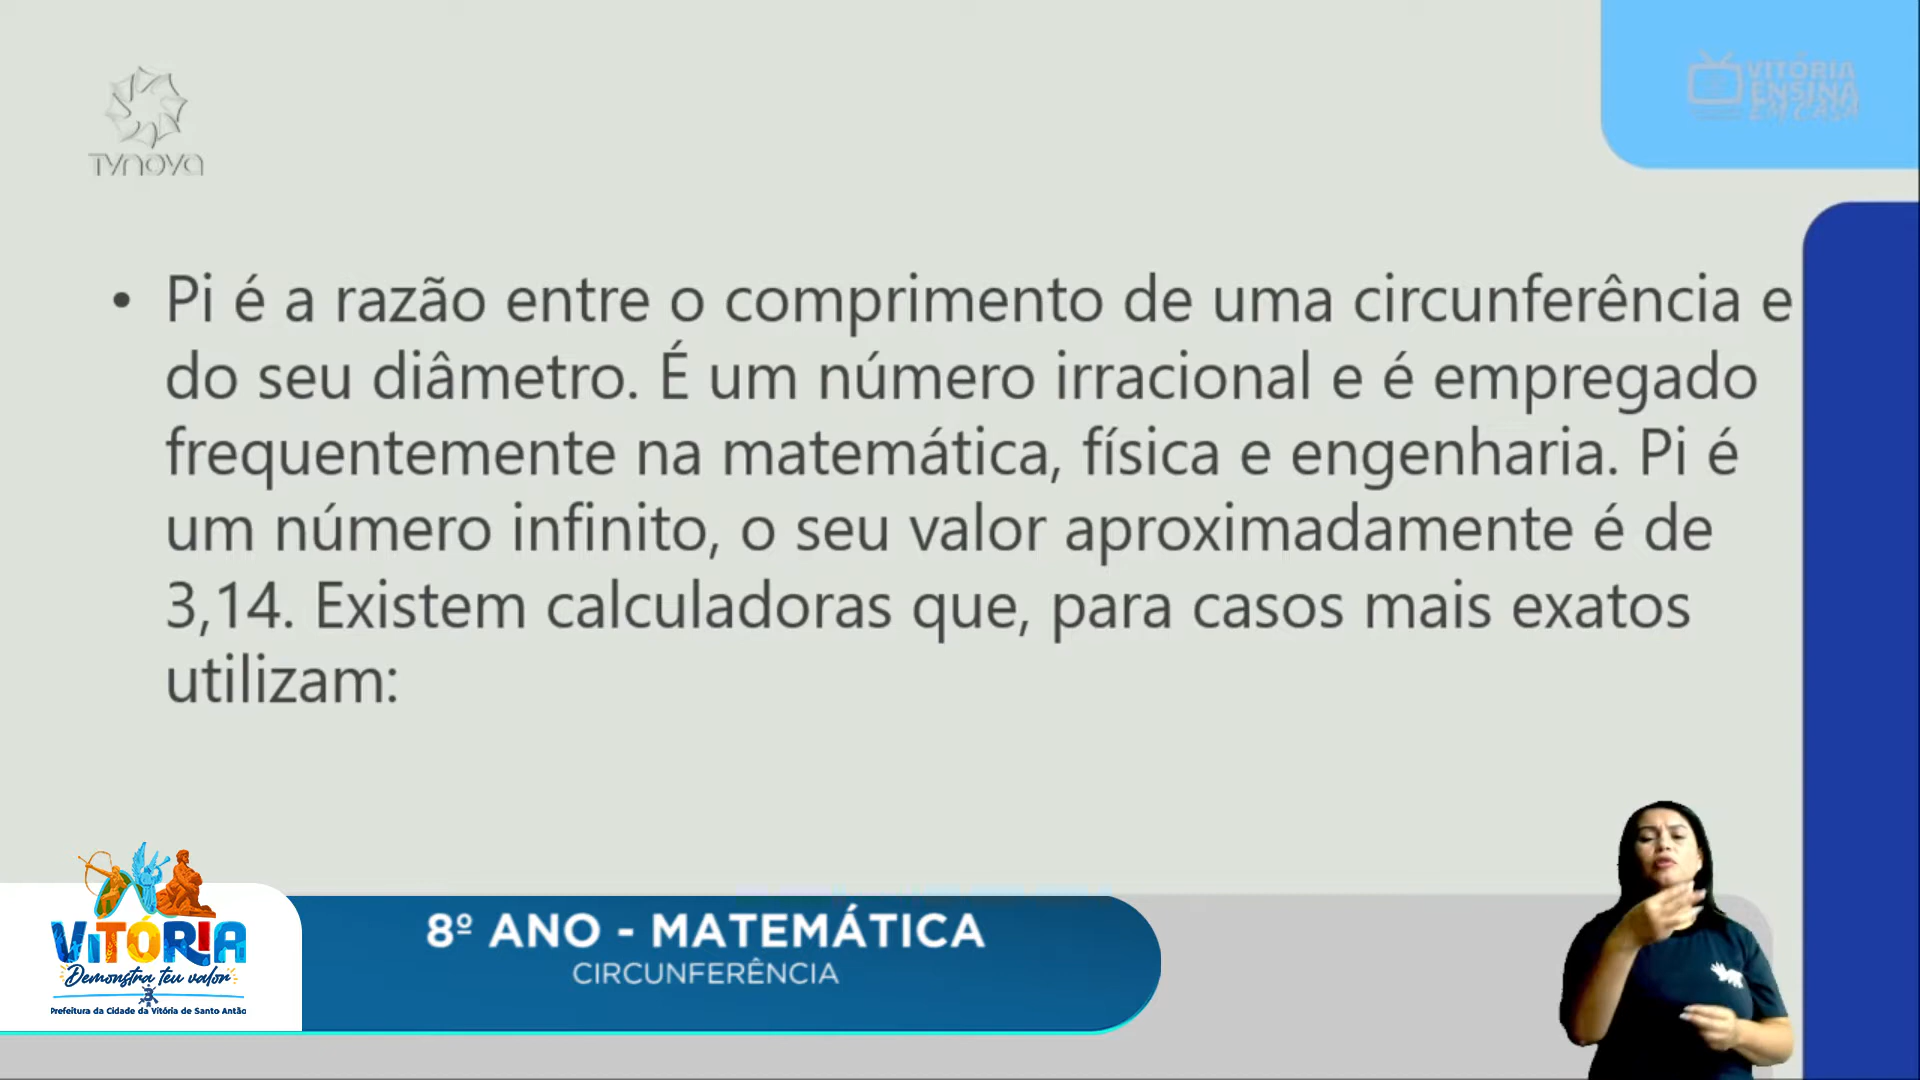 TVNOVA
VITÓRIA
ENSINA
EM CASA
• Pi é a razão entre o comprimento de uma circunferência e
do seu diâmetro. É um número irracional e é empregado
frequentemente na matemática, física e engenharia. Pi é
um número infinito, o seu valor aproximadamente é de
3,14. Existem calculadoras que, para casos mais exatos
utilizam:
VITÓRIA
Demonstra teu valor
Prefeitura da Cidade da Vitória de Santo Antão
8º ANO - MATEMÁTICA
CIRCUNFERÊNCIA